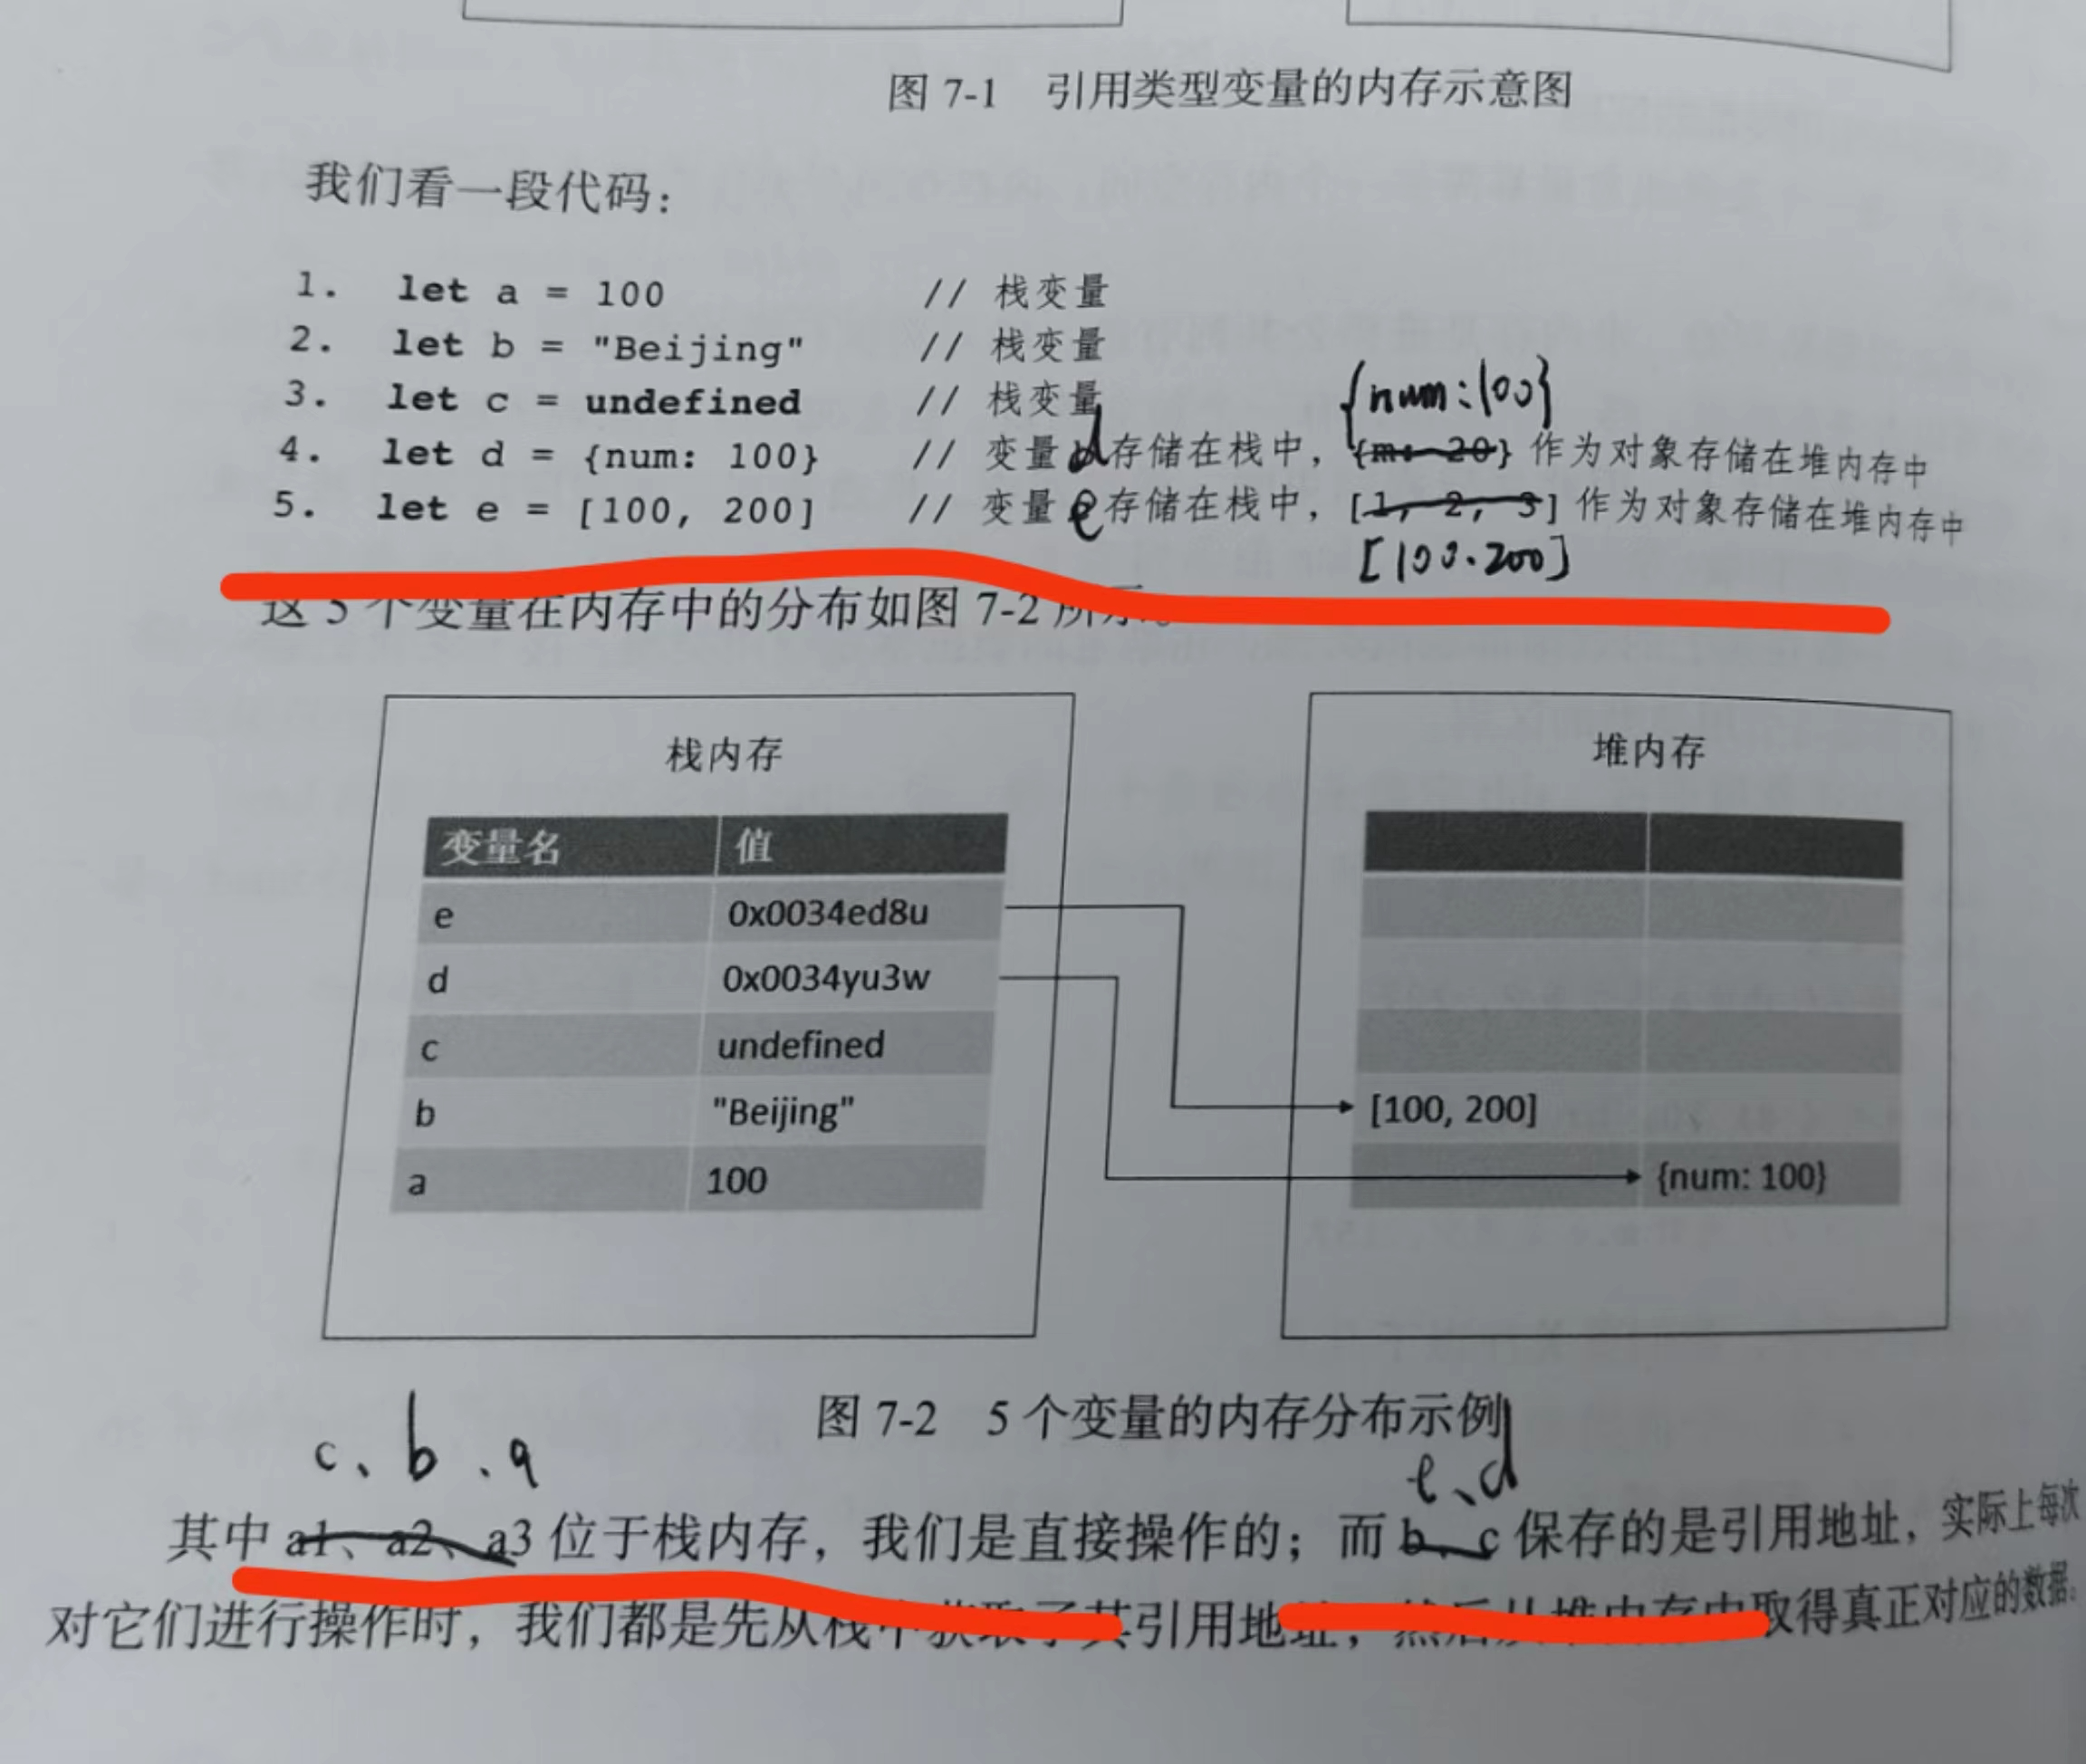 图 7-1 引用类型变量的内存示意图
我们看一段代码：
1. let a = 100 // 栈变量
2. let b = "Beijing" // 栈变量
3. let c = undefined // 栈变量
{num:100}
4. let d = {num: 100} // 变量 d 存储在栈中，{m: 20} 作为对象存储在堆内存中
5. let e = [100, 200] // 变量 e 存储在栈中，[1, 2, 3] 作为对象存储在堆内存中
[100.200]
这 5 个变量在内存中的分布如图 7-2 所示。
栈内存
变量名 值
e 0x0034ed8u
d 0x0034yu3w
c undefined
b "Beijing"
a 100
堆内存
[100, 200]
{num: 100}
图 7-2 5 个变量的内存分布示例
c、b、a
e、d
其中 a1、a2、a3 位于栈内存，我们是直接操作的；而 b、c 保存的是引用地址，实际上每次
对它们进行操作时，我们都是先从栈中获取了其引用地址，然后从堆内存中取得真正对应的数据。